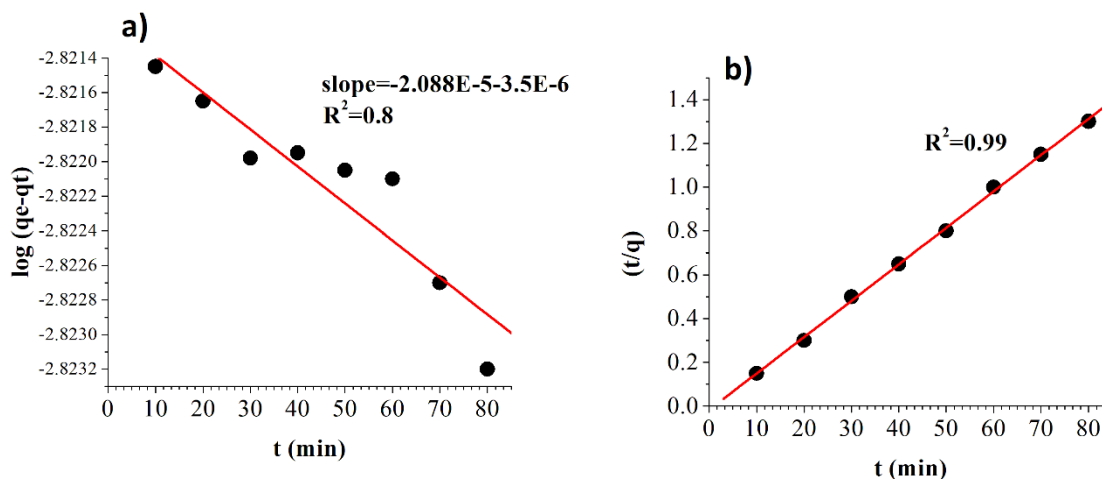 a)
-2.8214
-2.8216
-2.8218
-2.8220
-2.8222
-2.8224
-2.8226
-2.8228
-2.8230
-2.8232
log (qe-qt)
slope=-2.088E-5-3.5E-6
R²=0.8
0 10 20 30 40 50 60 70 80
t (min)
b)
1.4
1.2
1.0
0.8
0.6
0.4
0.2
0.0
(t/q)
R²=0.99
0 10 20 30 40 50 60 70 80
t (min)